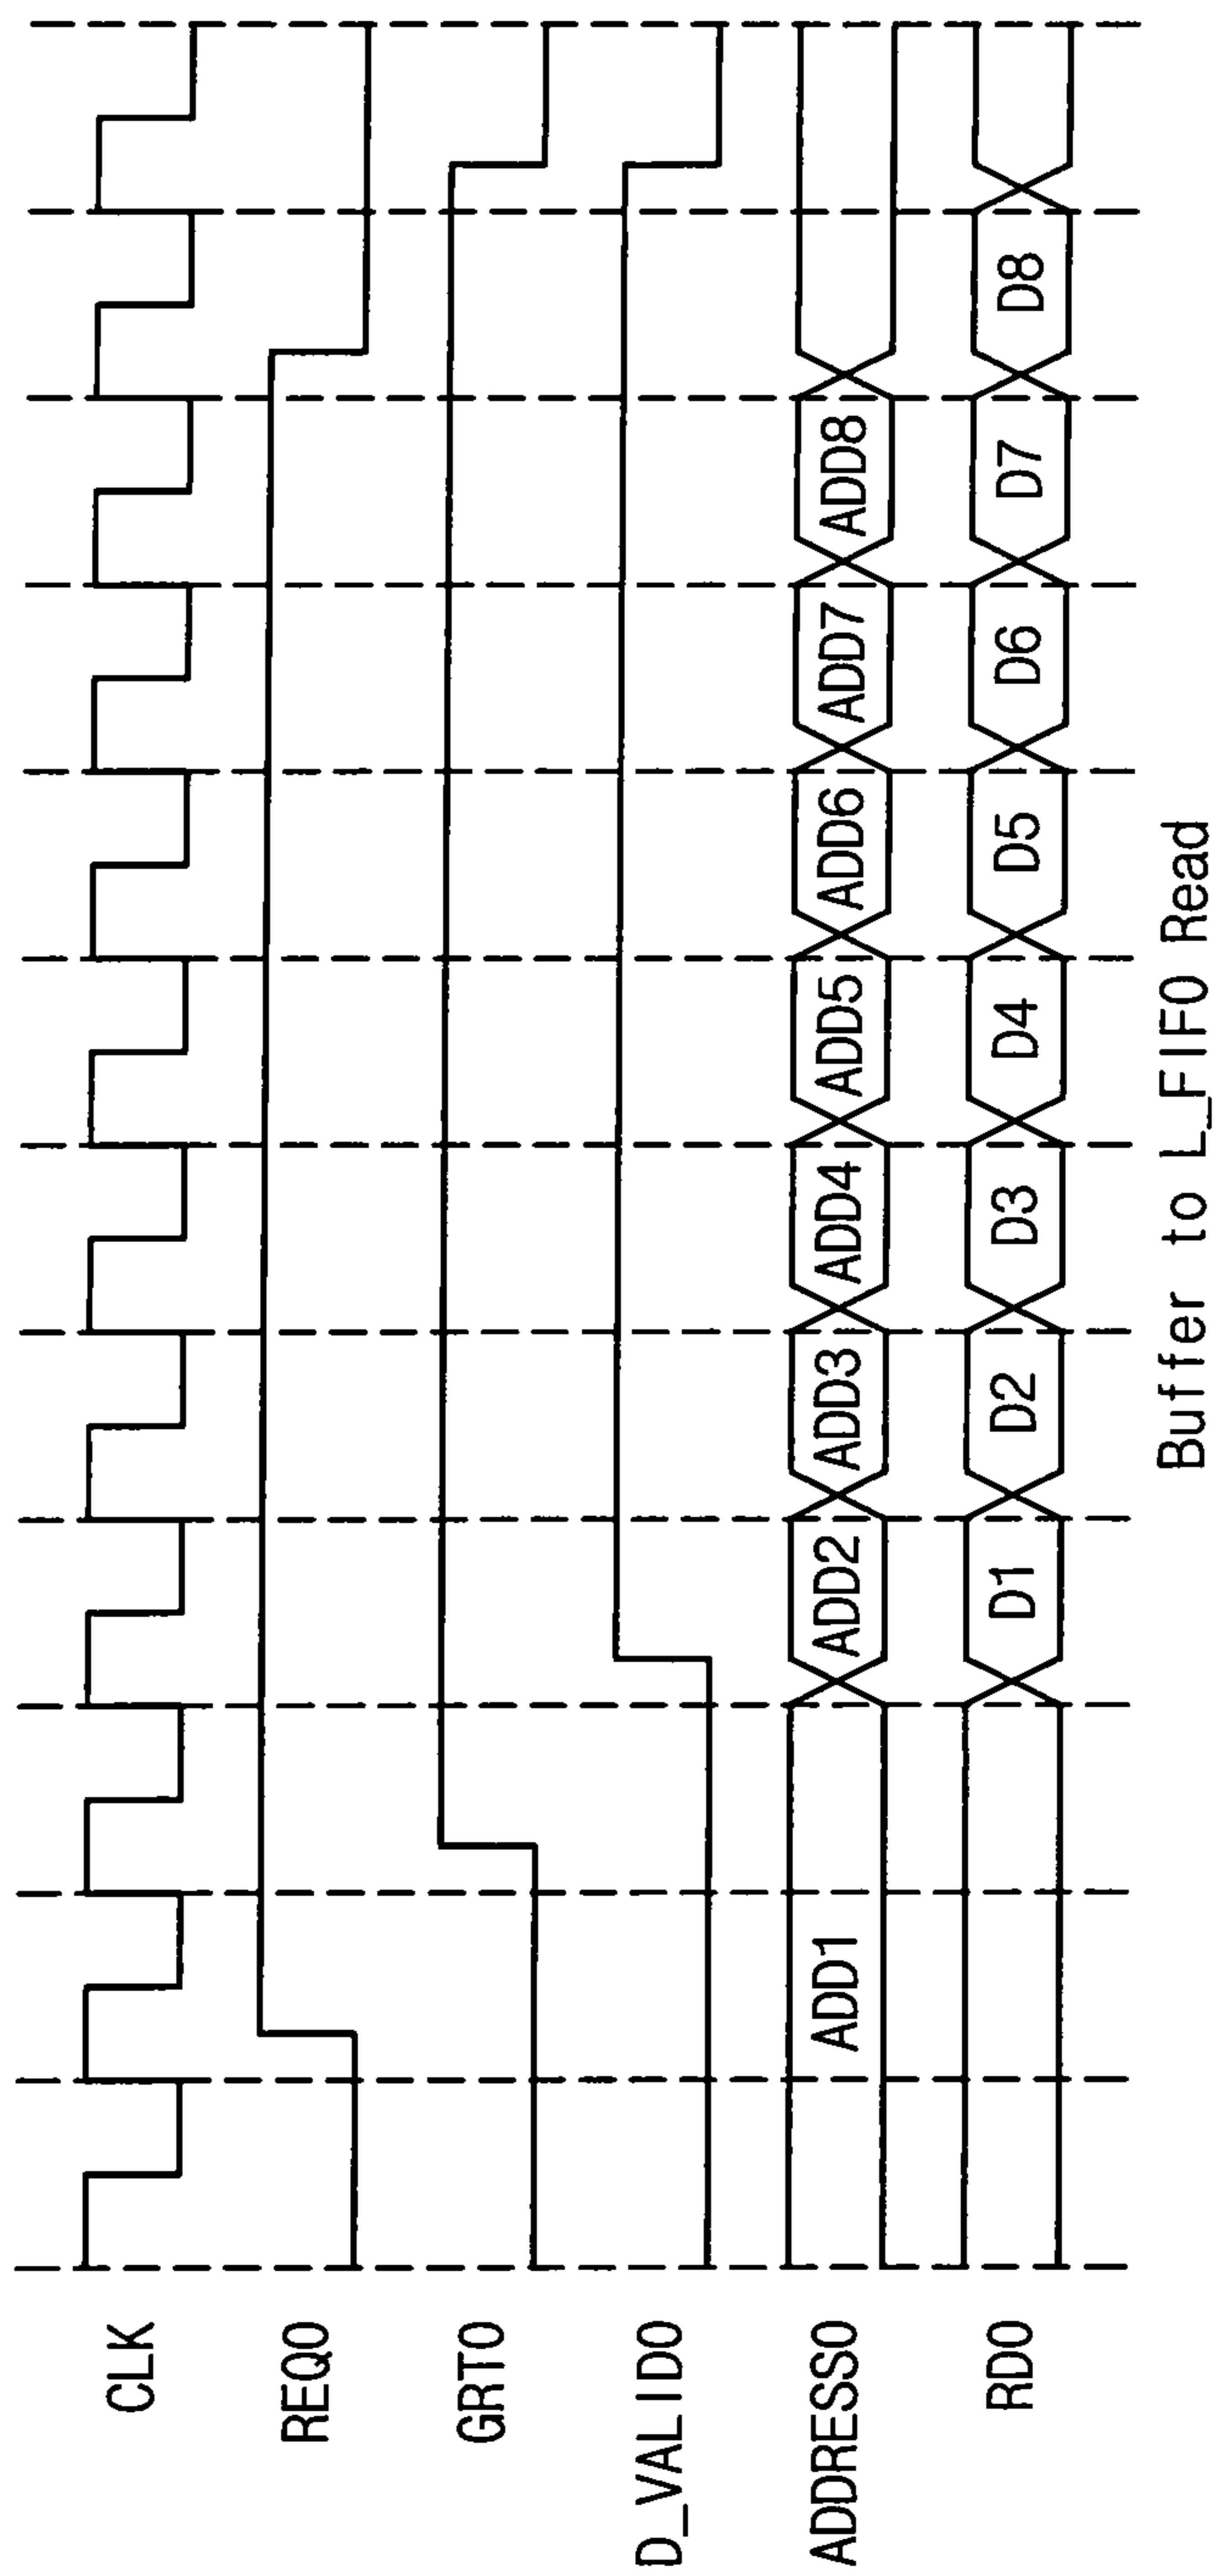 CLK
REQ0
GRT0
D_VALID0
ADDRESS0 ADD1 ADD2 ADD3 ADD4 ADD5 ADD6 ADD7 ADD8
RD0 D1 D2 D3 D4 D5 D6 D7 D8
Buffer to L_FIFO Read